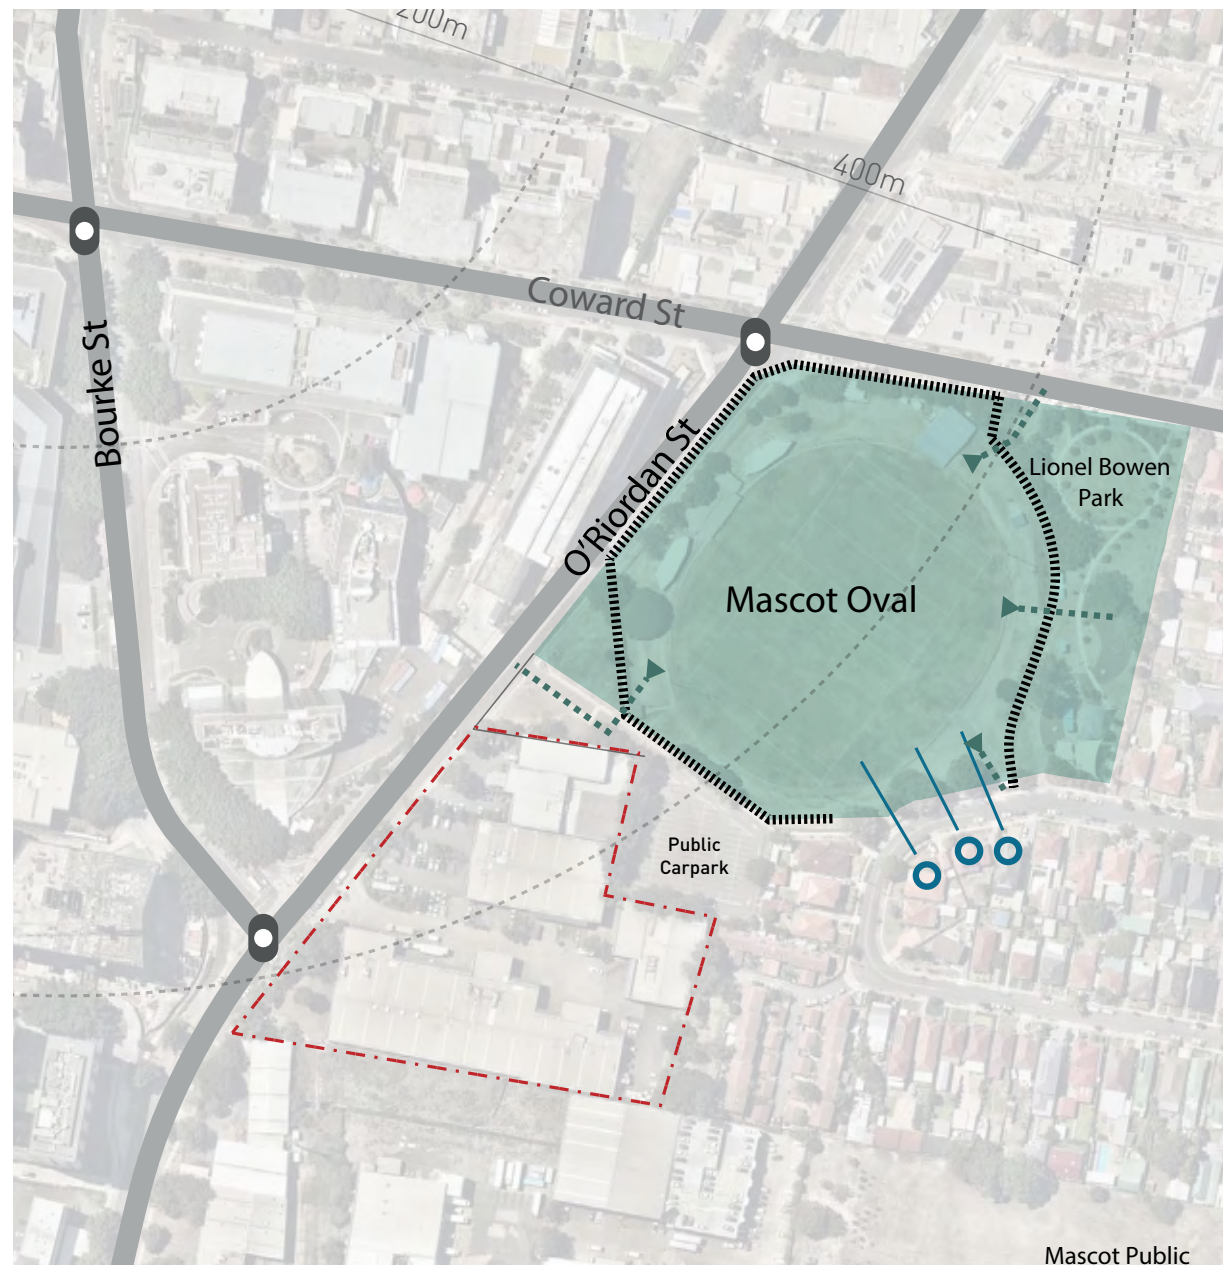 200m
400m
Coward St
Bourke St
O'Riordan St
Lionel Bowen
Park
Mascot Oval
Public
Carpark
Mascot Public